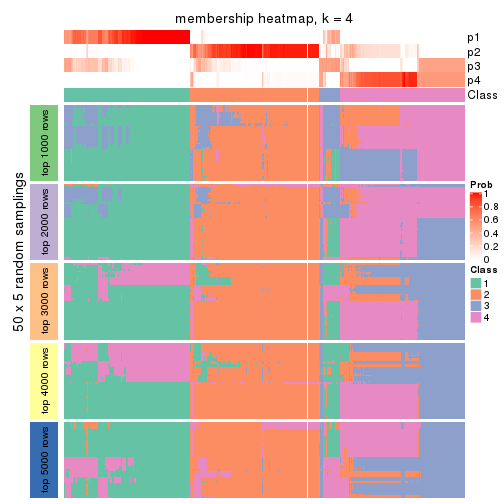 membership heatmap, k = 4
p1
p2
p3
p4
Class
50 x 5 random samplings
top 1000 rows
top 2000 rows
top 3000 rows
top 4000 rows
top 5000 rows
Prob
1
0.8
0.6
0.4
0.2
0
Class
1
2
3
4